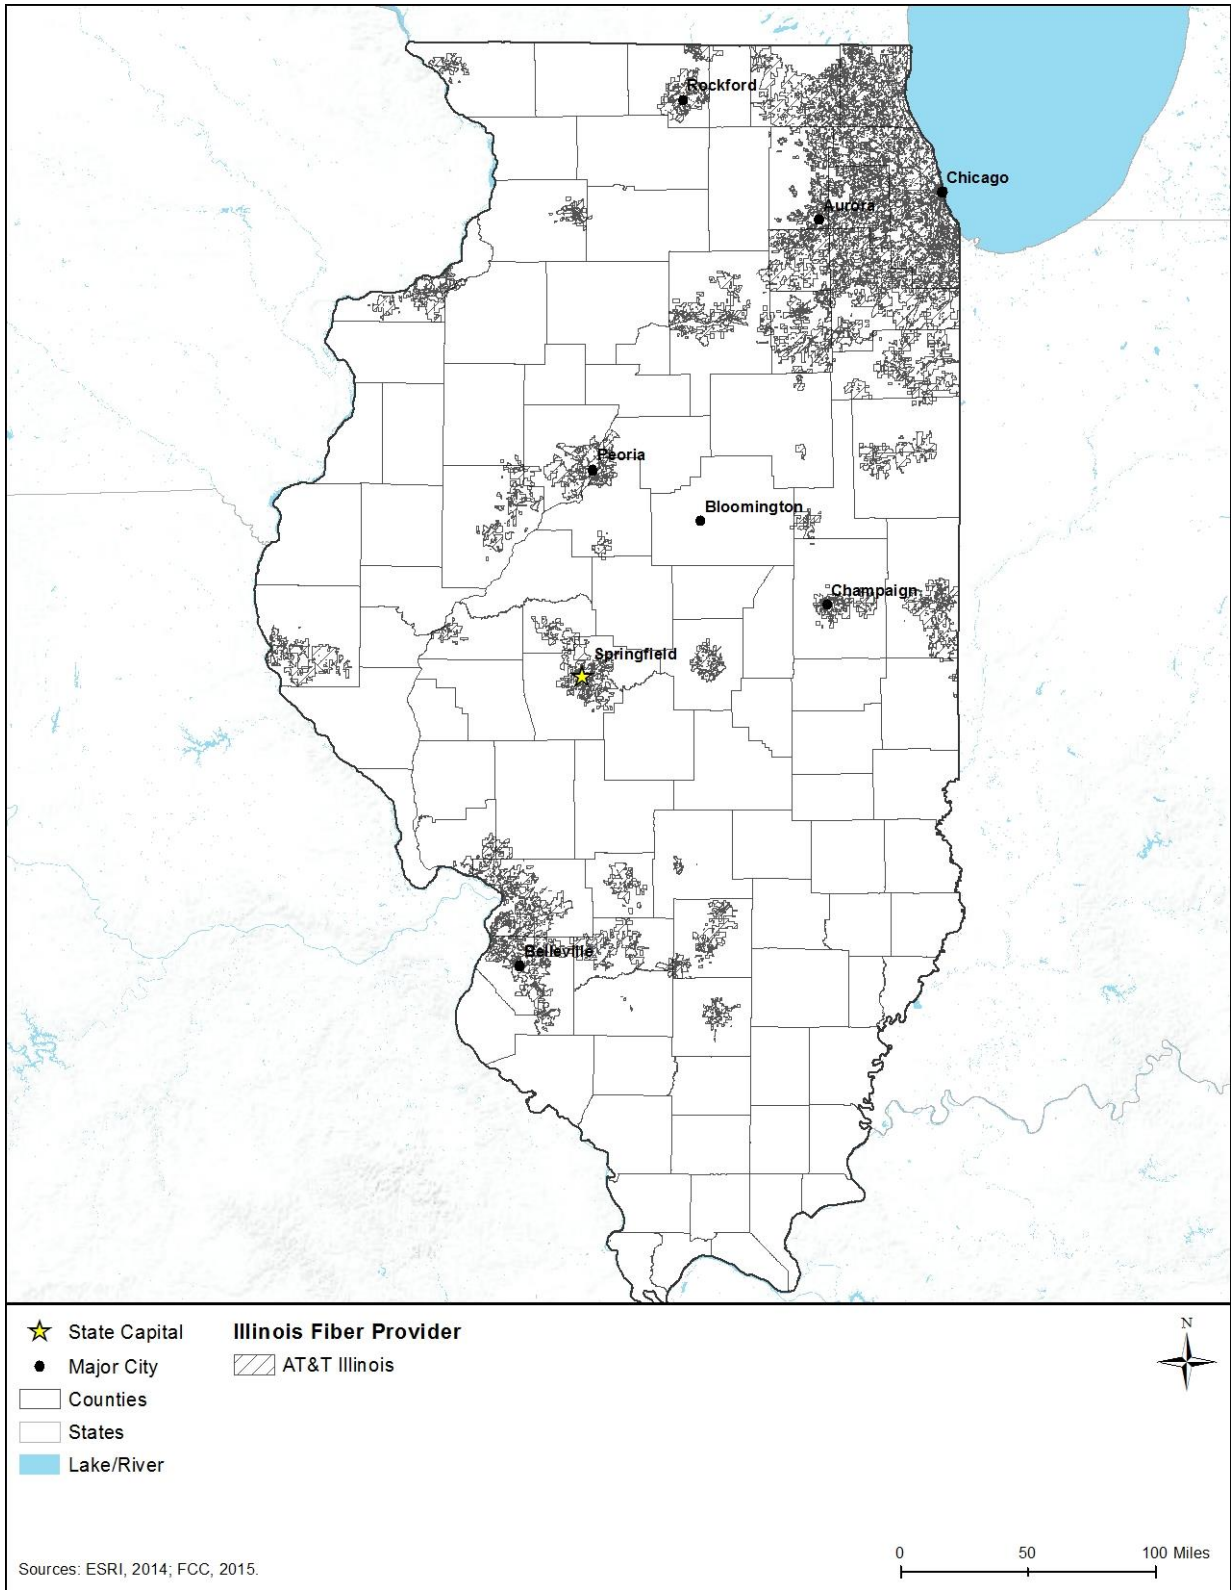 Rockford
Chicago
Aurora
Peoria
Bloomington
Champaign
Springfield
Belleville
State Capital
Major City
Counties
States
Lake/River
Illinois Fiber Provider
AT&T Illinois
N
Sources: ESRI, 2014; FCC, 2015.
0 50 100 Miles